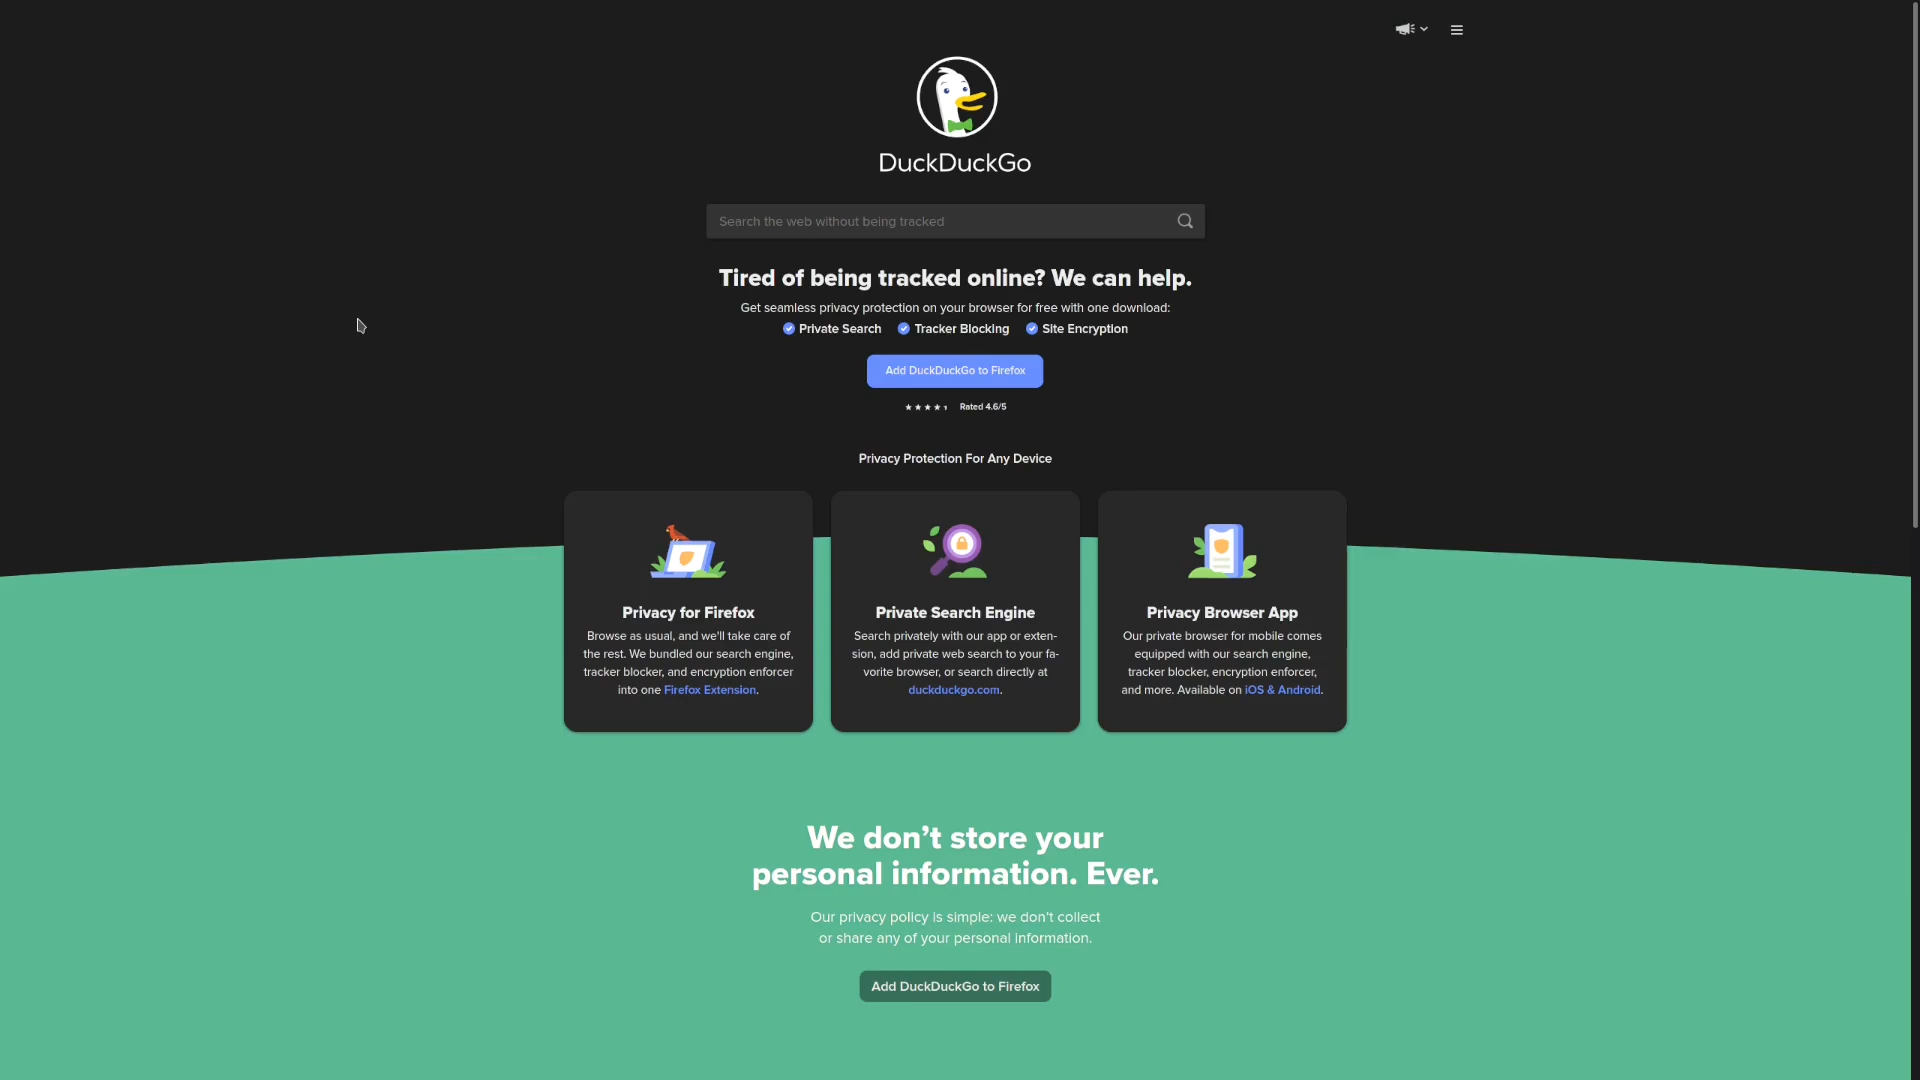 DuckDuckGo
Search the web without being tracked
Tired of being tracked online? We can help.
Get seamless privacy protection on your browser for free with one download:
Private Search Tracker Blocking Site Encryption
Add DuckDuckGo to Firefox
Rated 4.6/5
Privacy Protection For Any Device
Privacy for Firefox
Browse as usual, and we'll take care of
the rest. We bundled our search engine,
tracker blocker, and encryption enforcer
into one Firefox Extension.
Private Search Engine
Search privately with our app or exten-
sion, add private web search to your fa-
vorite browser, or search directly at
duckduckgo.com.
Privacy Browser App
Our private browser for mobile comes
equipped with our search engine,
tracker blocker, encryption enforcer,
and more. Available on iOS & Android.
We don’t store your
personal information. Ever.
Our privacy policy is simple: we don’t collect
or share any of your personal information.
Add DuckDuckGo to Firefox